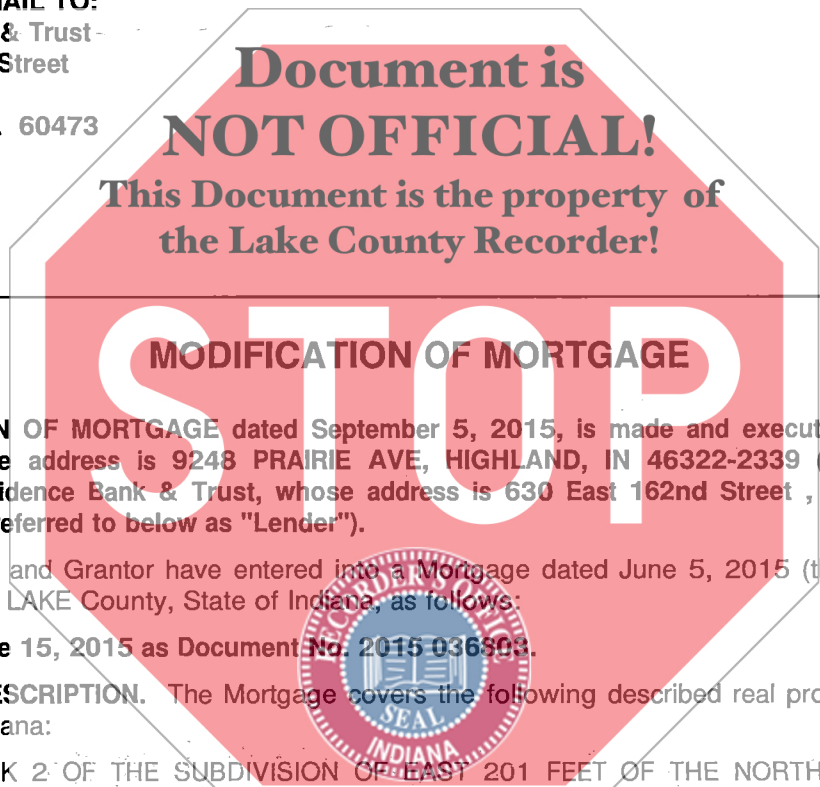 MAIL TO:
& Trust
Street
60473
Document is
NOT OFFICIAL!
This Document is the property of
the Lake County Recorder!
STOP
MODIFICATION OF MORTGAGE
N OF MORTGAGE dated September 5, 2015, is made and execut
e address is 9248 PRAIRIE AVE, HIGHLAND, IN 46322-2339 (
idence Bank & Trust, whose address is 630 East 162nd Street ,
eferred to below as "Lender").
and Grantor have entered into a Mortgage dated June 5, 2015 (t
LAKE County, State of Indiana, as follows:
e 15, 2015 as Document No. 2015 036803.
ESCRIPTION. The Mortgage covers the following described real pro
ana:
K 2 OF THE SUBDIVISION OF EAST 201 FEET OF THE NORTH
RECORDER'S OFFICE
SEAL
INDIANA